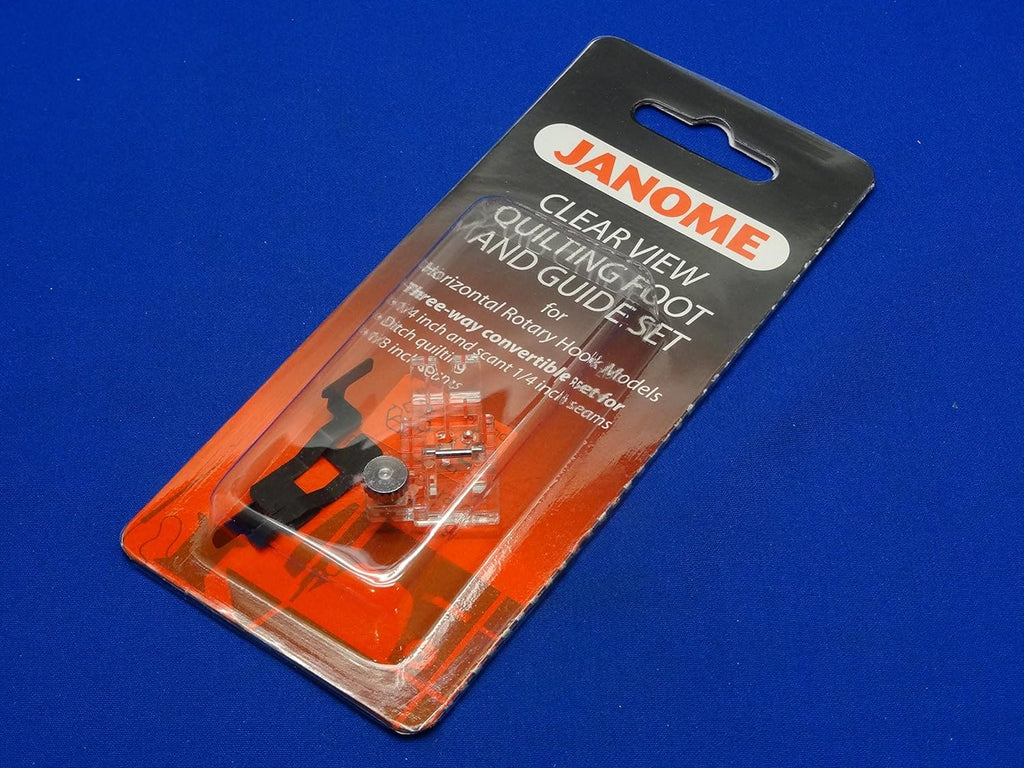 JANOME
CLEAR VIEW
QUILTING FOOT
AND GUIDE SET
for
Horizontal Rotary Hook Models
Three-way convertible set for
• 1/4 inch and scant 1/4 inch seams
• Ditch quilting
• 1/8 inch seams